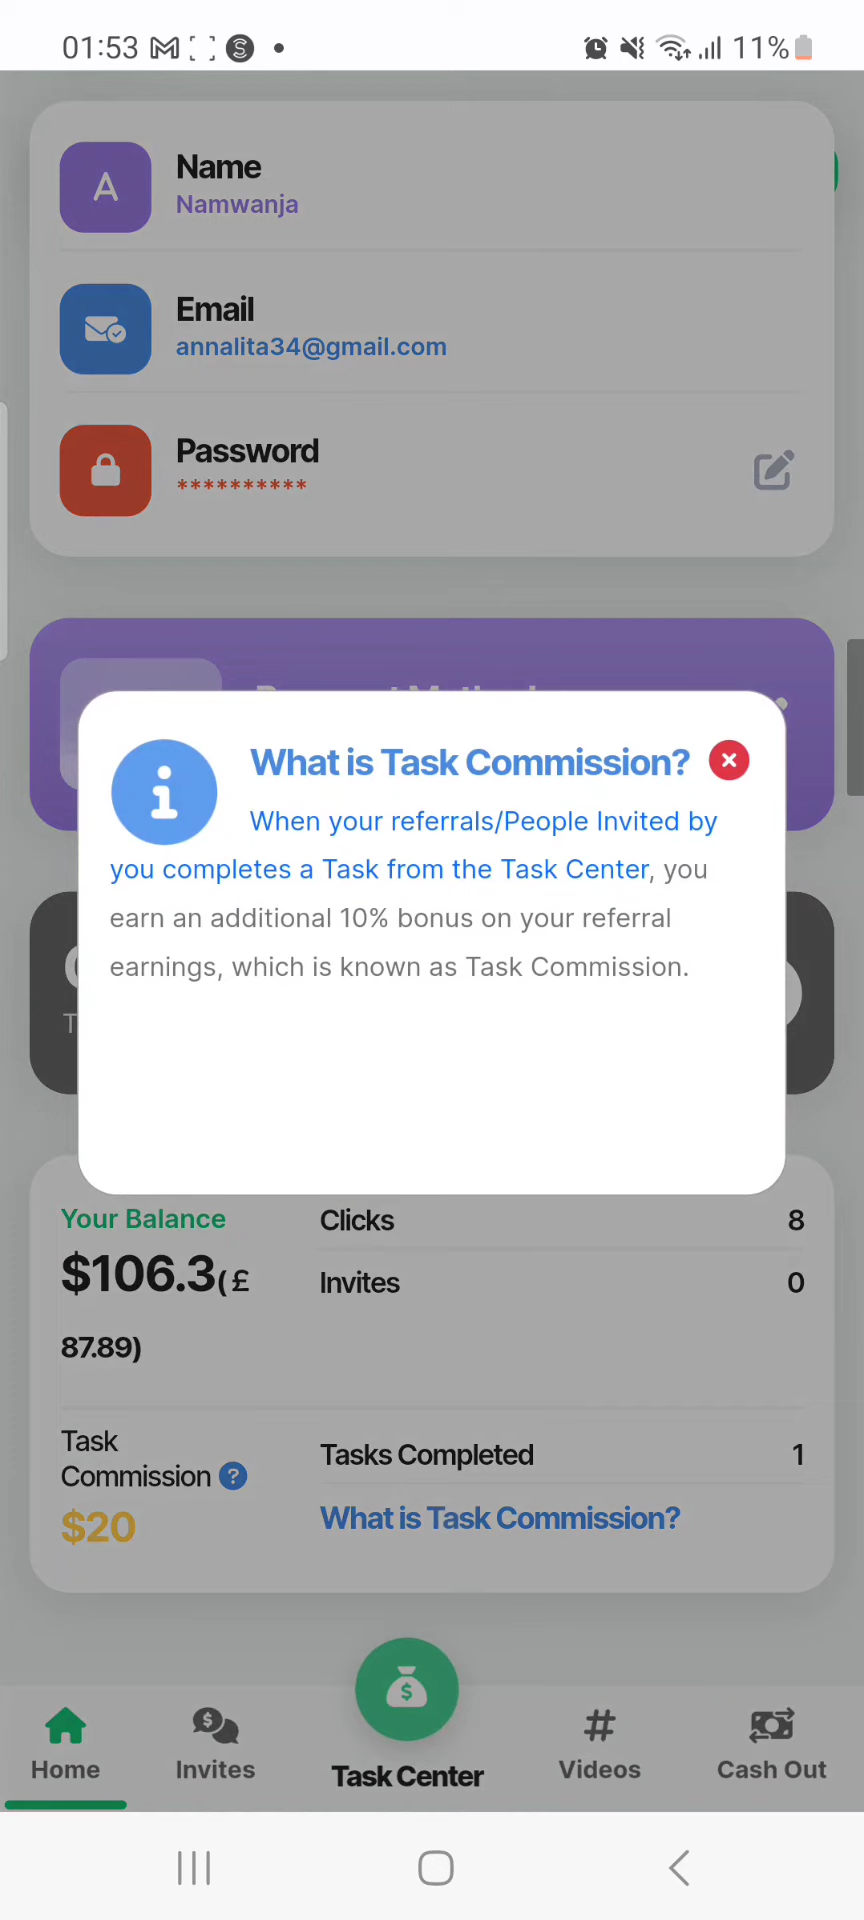 01:53
11%
A
Name
Namwanja
Email
annalita34@gmail.com
Password
**********
What is Task Commission?
When your referrals/People Invited by
you completes a Task from the Task Center, you
earn an additional 10% bonus on your referral
earnings, which is known as Task Commission.
Your Balance
$106.3(£
87.89)
Clicks 8
Invites 0
Task
Commission ?
$20
Tasks Completed 1
What is Task Commission?
Home
Invites
Task Center
Videos
Cash Out